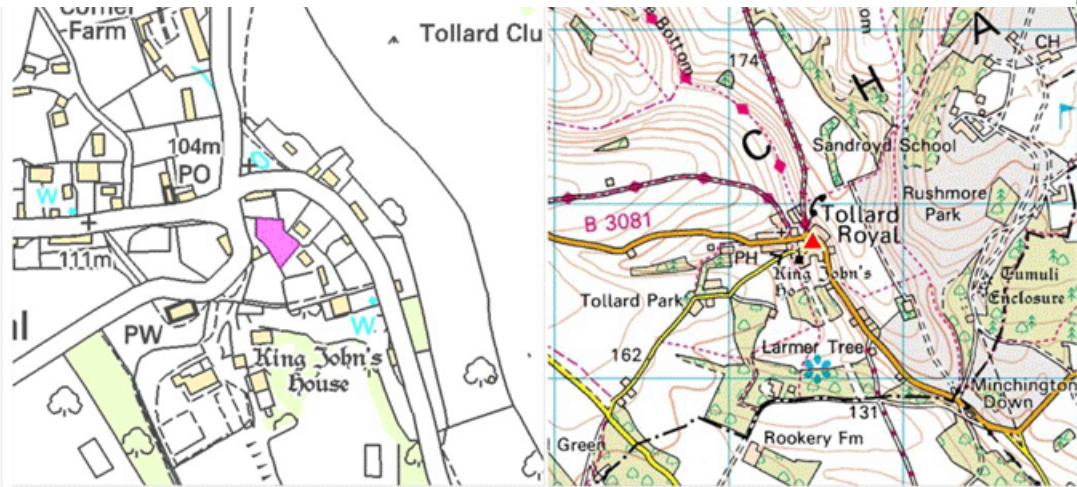 Corner
Farm
Tollard Clu
104m
PO
W
111m
PW
W
King John's
House
Bottom
174
A
CH
H
C
Sandroyd School
Rushmore
Park
B 3081
Tollard
Royal
PH
King John's
Ho
Tumuli
Enclosure
Tollard Park
162
Larmer Tree
Minchington
Down
131
Rookery Fm
Green